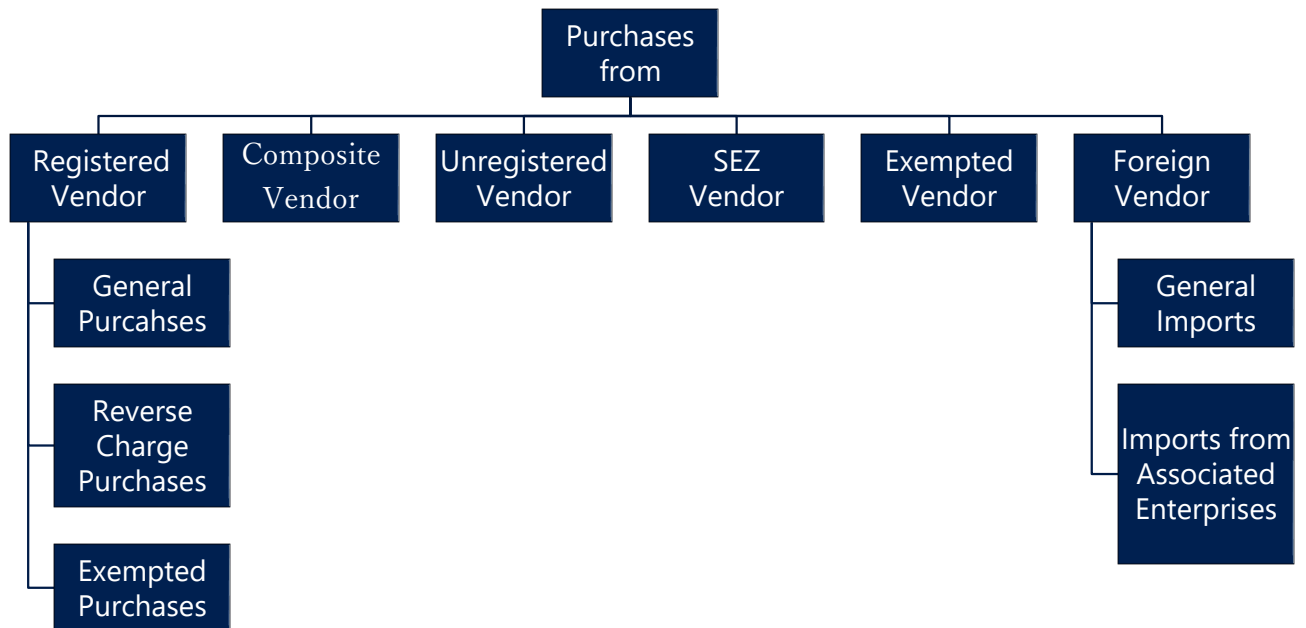 Purchases
from
Registered
Vendor
Composite
Vendor
Unregistered
Vendor
SEZ
Vendor
Exempted
Vendor
Foreign
Vendor
General
Purcahses
Reverse
Charge
Purchases
Exempted
Purchases
General
Imports
Imports from
Associated
Enterprises